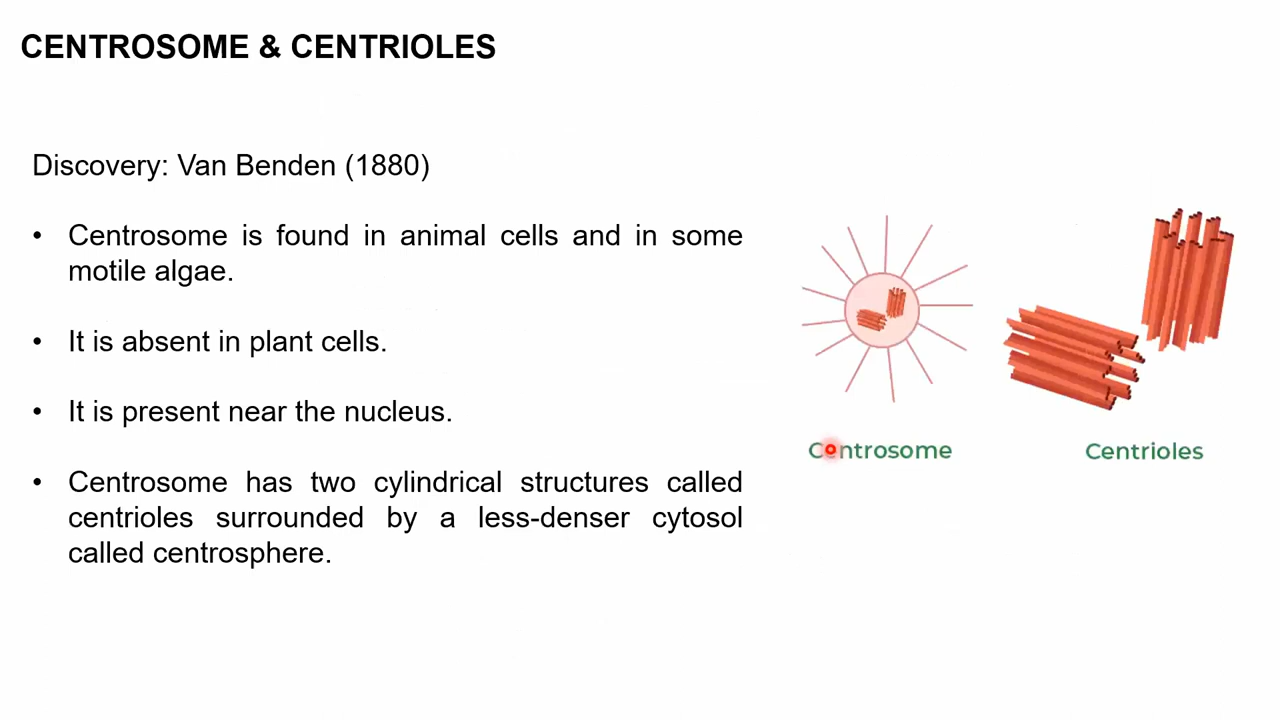 CENTROSOME & CENTRIOLES
Discovery: Van Benden (1880)
• Centrosome is found in animal cells and in some
motile algae.
• It is absent in plant cells.
• It is present near the nucleus.
• Centrosome has two cylindrical structures called
centrioles surrounded by a less-denser cytosol
called centrosphere.
Centrosome
Centrioles